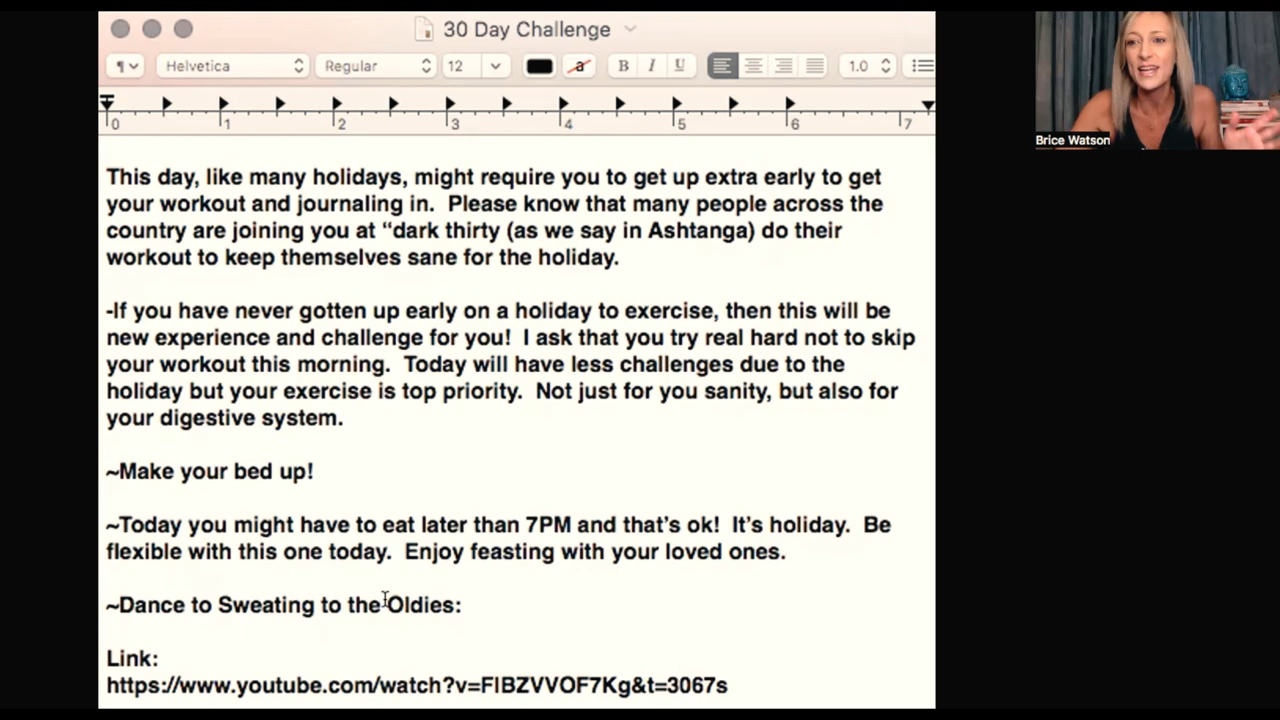 30 Day Challenge
Helvetica Regular 12 a B I U 1.0
0 1 2 3 4 5 6 7
Brice Watson
This day, like many holidays, might require you to get up extra early to get
your workout and journaling in.  Please know that many people across the
country are joining you at “dark thirty (as we say in Ashtanga) do their
workout to keep themselves sane for the holiday.
-If you have never gotten up early on a holiday to exercise, then this will be
new experience and challenge for you!  I ask that you try real hard not to skip
your workout this morning.  Today will have less challenges due to the
holiday but your exercise is top priority.  Not just for you sanity, but also for
your digestive system.
~Make your bed up!
~Today you might have to eat later than 7PM and that’s ok!  It’s holiday.  Be
flexible with this one today.  Enjoy feasting with your loved ones.
~Dance to Sweating to the Oldies:
Link:
https://www.youtube.com/watch?v=FIBZVVOF7Kg&t=3067s